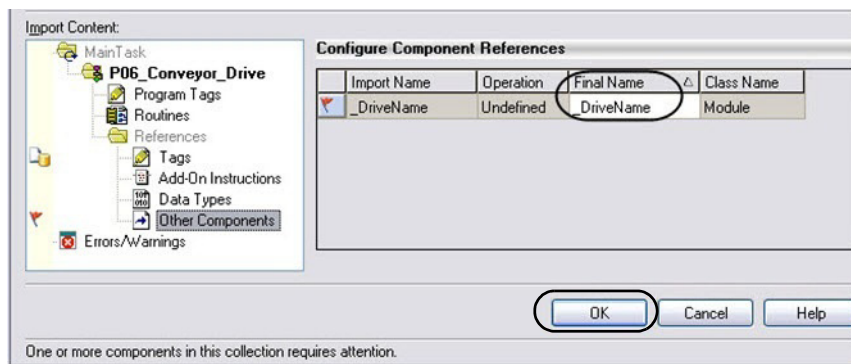 Import Content:
MainTask
P06_Conveyor_Drive
Program Tags
Routines
References
Tags
Add-On Instructions
Data Types
Other Components
Errors/Warnings
Configure Component References
Import Name Operation Final Name Class Name
_DriveName Undefined _DriveName Module
OK Cancel Help
One or more components in this collection requires attention.